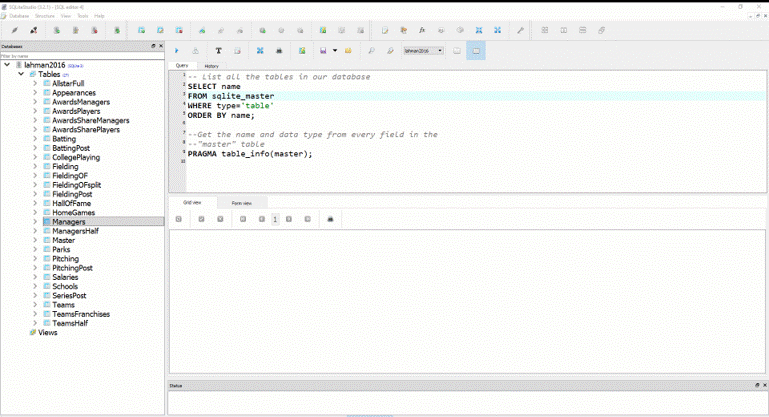 SQLiteStudio (3.2.1) - [SQL editor 4]
Database Structure View Tools Help
Databases
Filter by name
lahman2016 (SQLite 3)
Tables (27)
AllstarFull
Appearances
AwardsManagers
AwardsPlayers
AwardsShareManagers
AwardsSharePlayers
Batting
BattingPost
CollegePlaying
Fielding
FieldingOF
FieldingOFsplit
FieldingPost
HallOfFame
HomeGames
Managers
ManagersHalf
Master
Parks
Pitching
PitchingPost
Salaries
Schools
SeriesPost
Teams
TeamsFranchises
TeamsHalf
Views
lahman2016
Query History
1 -- List all the tables in our database
2 SELECT name
3 FROM sqlite_master
4 WHERE type='table'
5 ORDER BY name;
6
7 --Get the name and data type from every field in the
8 --"master" table
9 PRAGMA table_info(master);
10
Grid view Form view
1
Status